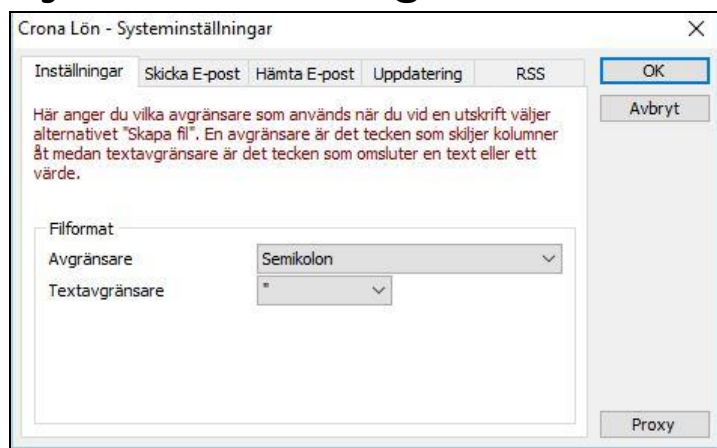 Crona Lön - Systeminställningar
Inställningar Skicka E-post Hämta E-post Uppdatering RSS
OK
Avbryt
Här anger du vilka avgränsare som används när du vid en utskrift väljer
alternativet "Skapa fil". En avgränsare är det tecken som skiljer kolumner
åt medan textavgränsare är det tecken som omsluter en text eller ett
värde.
Filformat
Avgränsare Semikolon
Textavgränsare "
Proxy